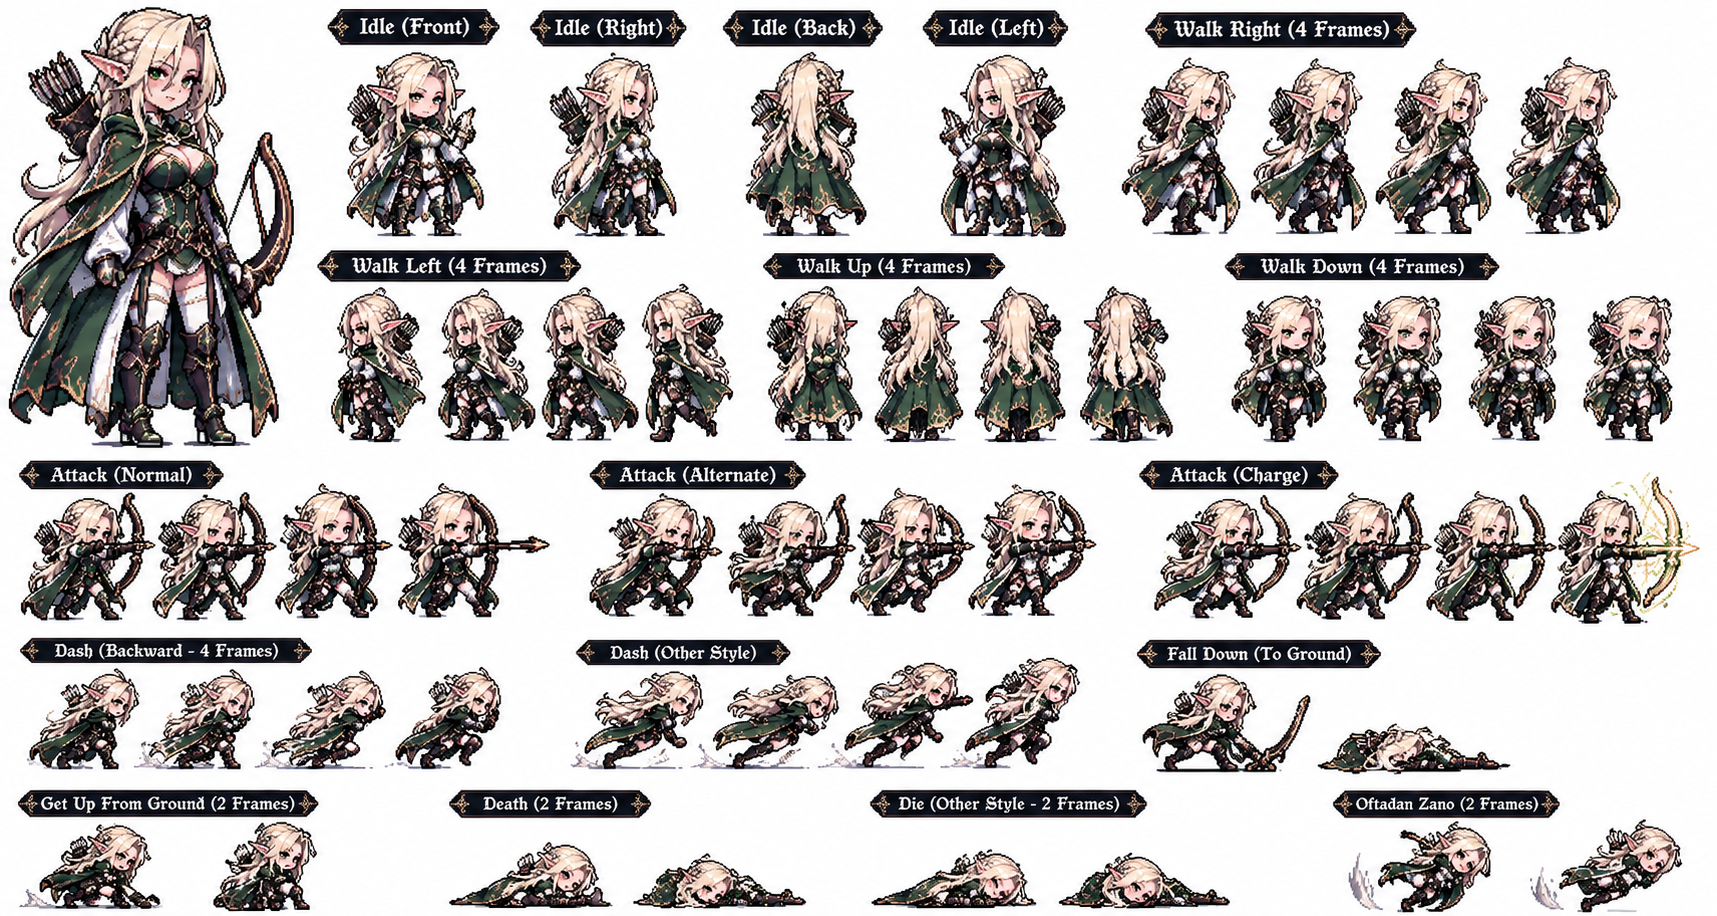 Idle (Front)
Idle (Right)
Idle (Back)
Idle (Left)
Walk Right (4 Frames)
Walk Left (4 Frames)
Walk Up (4 Frames)
Walk Down (4 Frames)
Attack (Normal)
Attack (Alternate)
Attack (Charge)
Dash (Backward - 4 Frames)
Dash (Other Style)
Fall Down (To Ground)
Get Up From Ground (2 Frames)
Death (2 Frames)
Die (Other Style - 2 Frames)
Oftadan Zano (2 Frames)